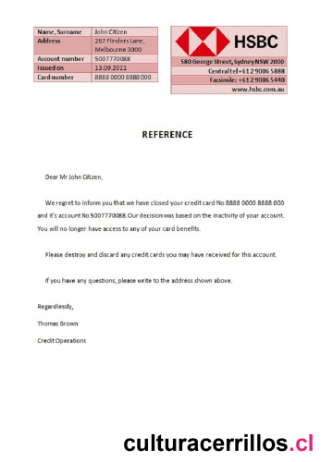 Name, Surname John Citizen
Address 267 Flinders Lane,
Melbourne 3000
Account number 5007770088
Issued on 13.09.2021
Card number 8888 0000 8888 000
HSBC
580 George Street, Sydney NSW 2000
Central tel +61 2 9006 5888
Facsimile: +61 2 9006 5440
www.hsbc.com.au
REFERENCE
Dear Mr John Citizen,
We regret to inform you that we have closed your credit card No 8888 0000 8888 000
and it's account No 5007770088. Our decision was based on the inactivity of your account.
You will no longer have access to any of your card benefits.
Please destroy and discard any credit cards you may have received for this account.
If you have any questions, please write to the address shown above.
Regardlessly,
Thomas Brown
Credit Operations
culturacerrillos.cl